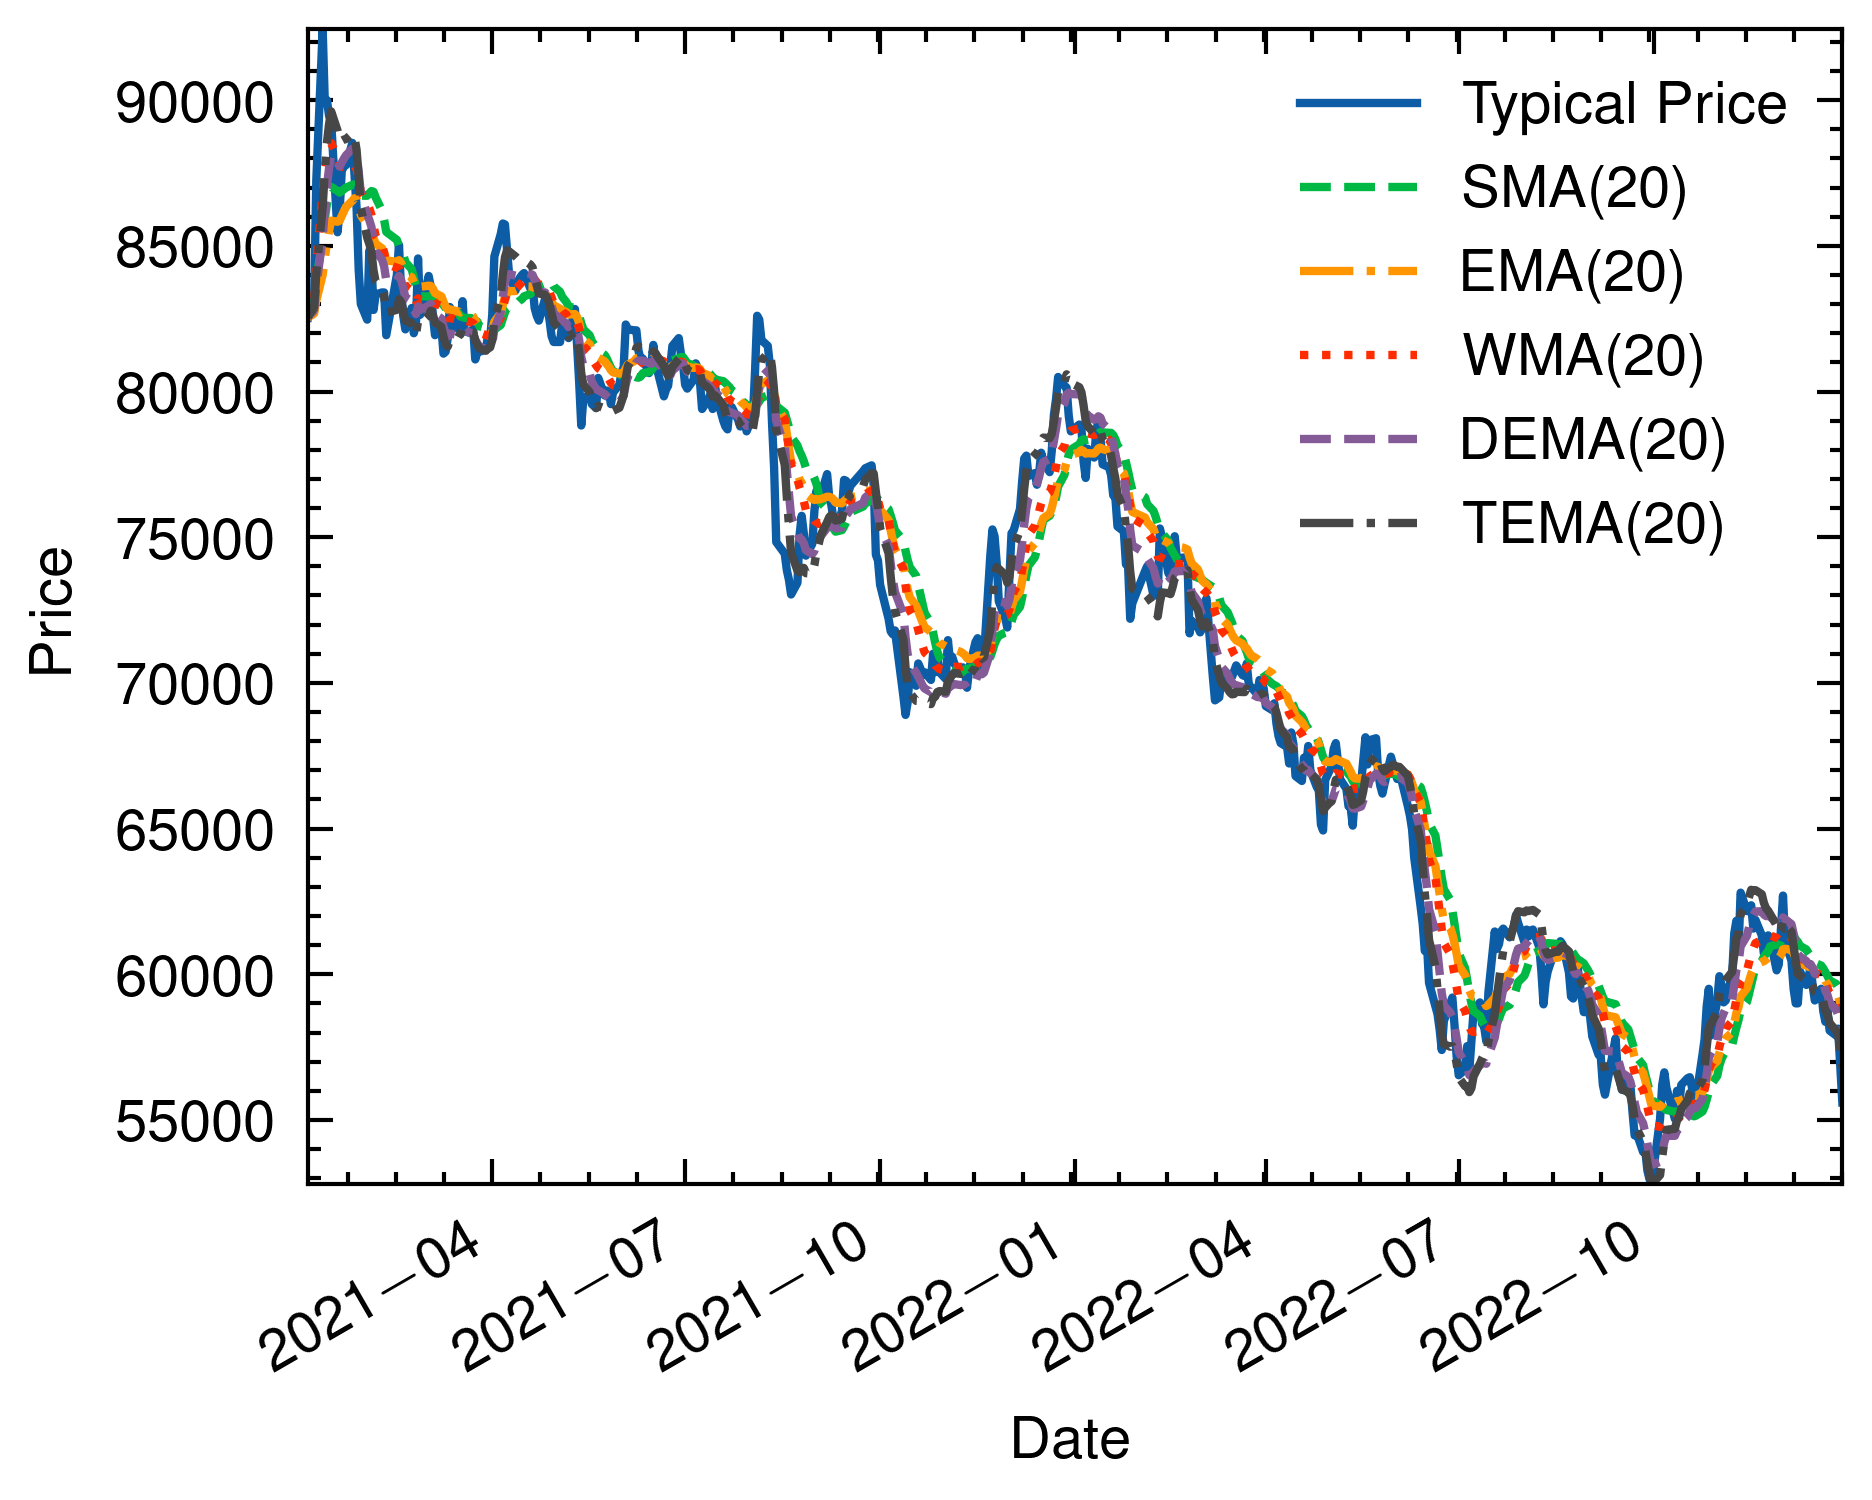 90000
85000
80000
75000
70000
65000
60000
55000
Price
Typical Price
SMA(20)
EMA(20)
WMA(20)
DEMA(20)
TEMA(20)
2021−04
2021−07
2021−10
2022−01
2022−04
2022−07
2022−10
Date